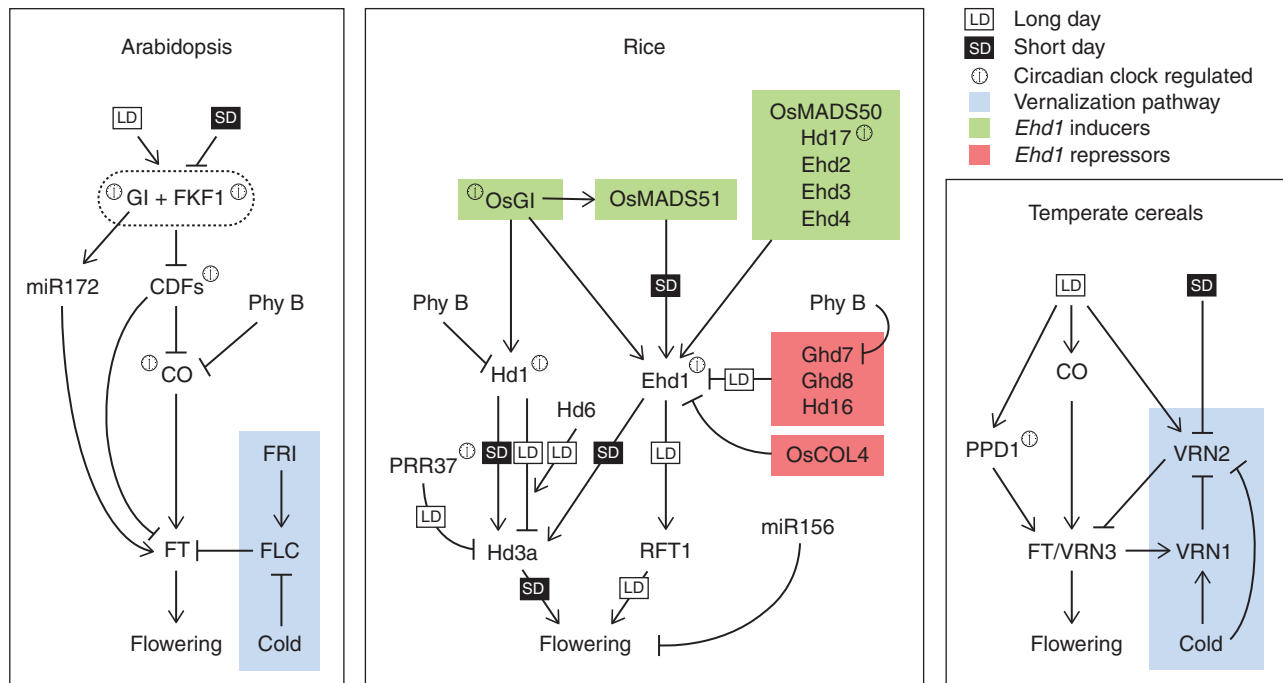 Arabidopsis
LD
SD
GI + FKF1
miR172
CDFs
Phy B
CO
FRI
FT
FLC
Flowering
Cold
Rice
OsMADS50
Hd17
Ehd2
Ehd3
Ehd4
OsGI
OsMADS51
SD
Phy B
Phy B
Hd1
Ehd1
LD
Ghd7
Ghd8
Hd16
Hd6
PRR37
SD
LD
LD
SD
LD
OsCOL4
LD
Hd3a
RFT1
miR156
SD
LD
Flowering
LD Long day
SD Short day
Circadian clock regulated
Vernalization pathway
Ehd1 inducers
Ehd1 repressors
Temperate cereals
LD
SD
CO
PPD1
VRN2
FT/VRN3
VRN1
Flowering
Cold